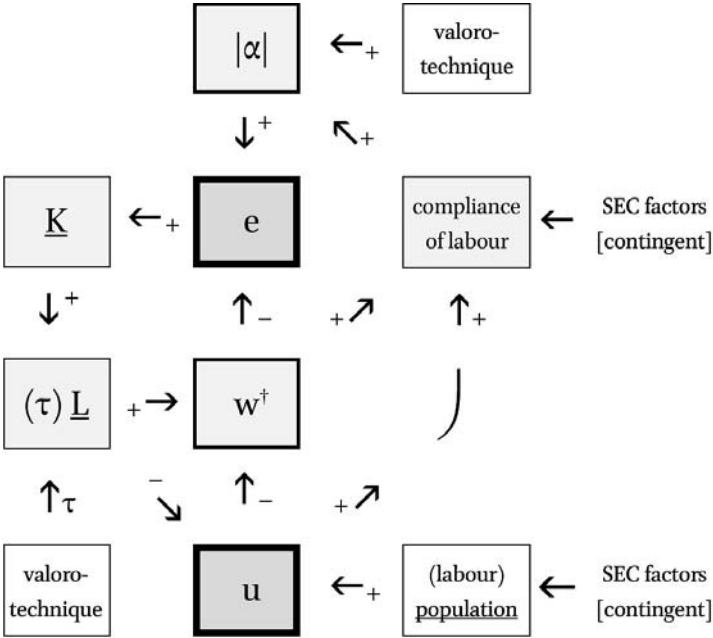 |α| ← + valoro-
technique
↓ + ↖ +
K ← + e compliance
of labour ← SEC factors
[contingent]
↓ + ↑ − + ↗ ↑ +
(τ) L + → w†
↑ τ − ↘ ↑ − + ↗
valoro-
technique u ← + (labour)
population ← SEC factors
[contingent]